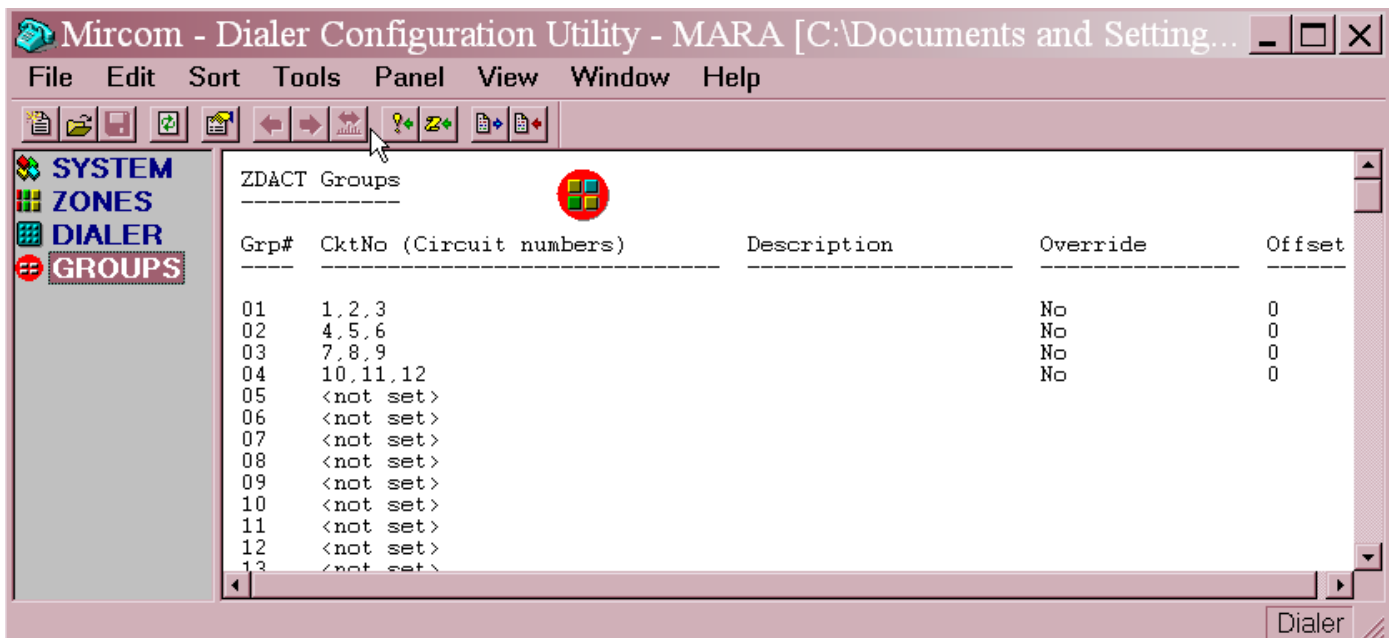 Mircom - Dialer Configuration Utility - MARA [C:\Documents and Setting...
File Edit Sort Tools Panel View Window Help
SYSTEM
ZONES
DIALER
GROUPS
ZDACT Groups
------------
Grp# CktNo (Circuit numbers) Description Override Offset
---- ------------------------------ -------------------- --------------- ------
01 1,2,3 No 0
02 4,5,6 No 0
03 7,8,9 No 0
04 10,11,12 No 0
05 <not set>
06 <not set>
07 <not set>
08 <not set>
09 <not set>
10 <not set>
11 <not set>
12 <not set>
13 <not set>
Dialer